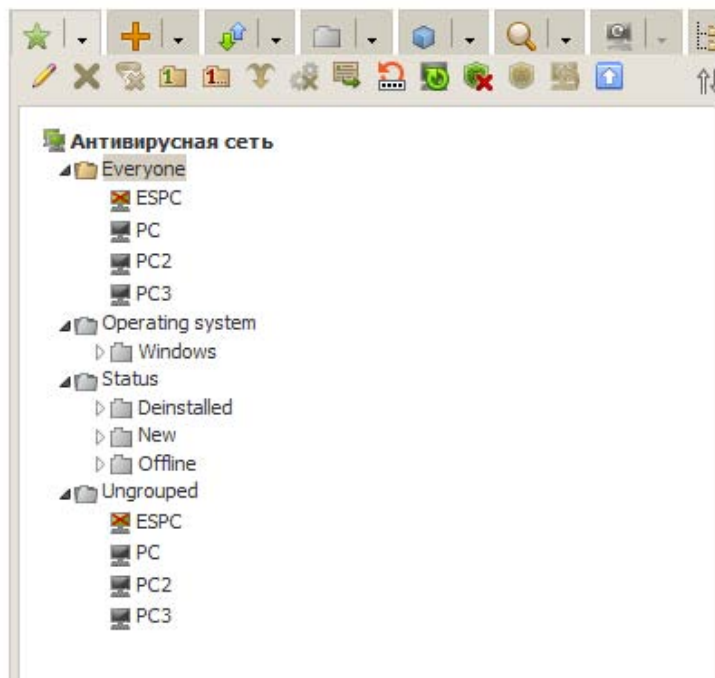 Антивирусная сеть
Everyone
ESPC
PC
PC2
PC3
Operating system
Windows
Status
Deinstalled
New
Offline
Ungrouped
ESPC
PC
PC2
PC3